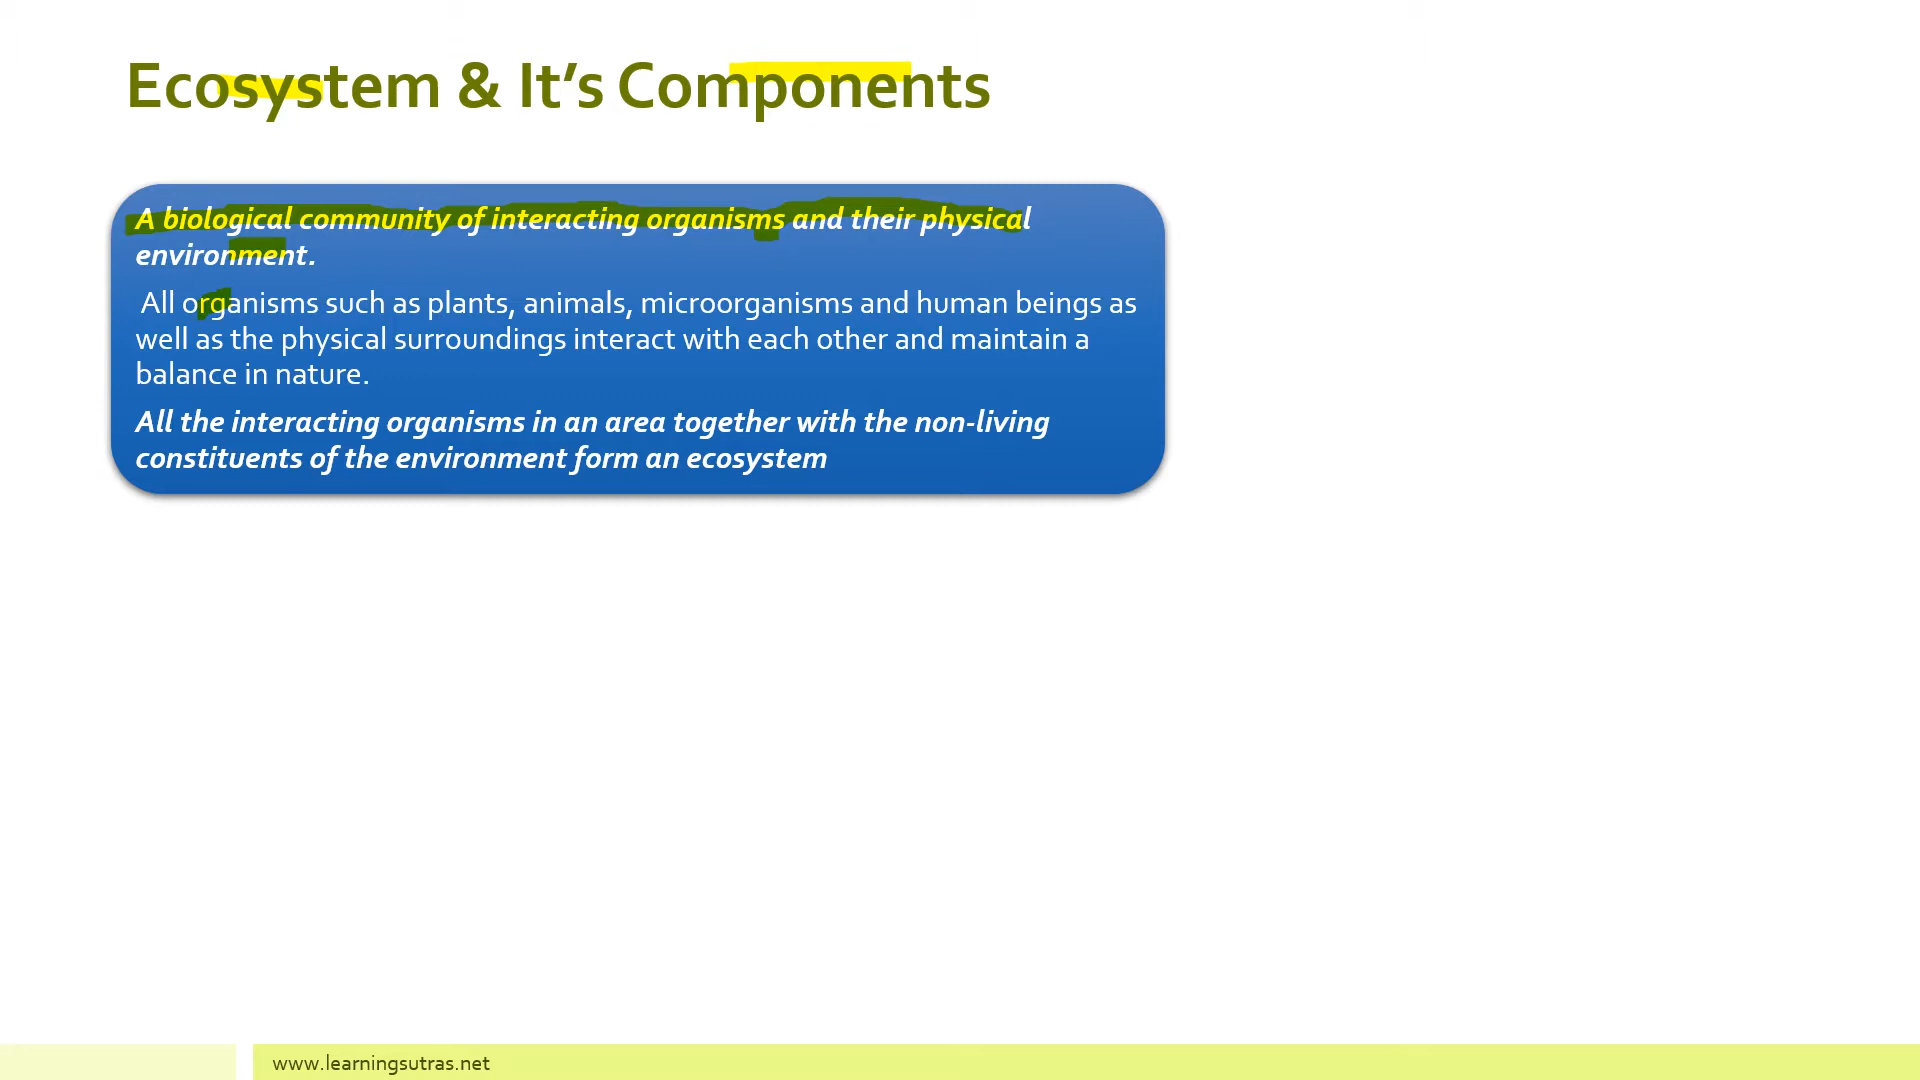 Ecosystem & It’s Components
A biological community of interacting organisms and their physical
environment.
All organisms such as plants, animals, microorganisms and human beings as
well as the physical surroundings interact with each other and maintain a
balance in nature.
All the interacting organisms in an area together with the non-living
constituents of the environment form an ecosystem
www.learningsutras.net